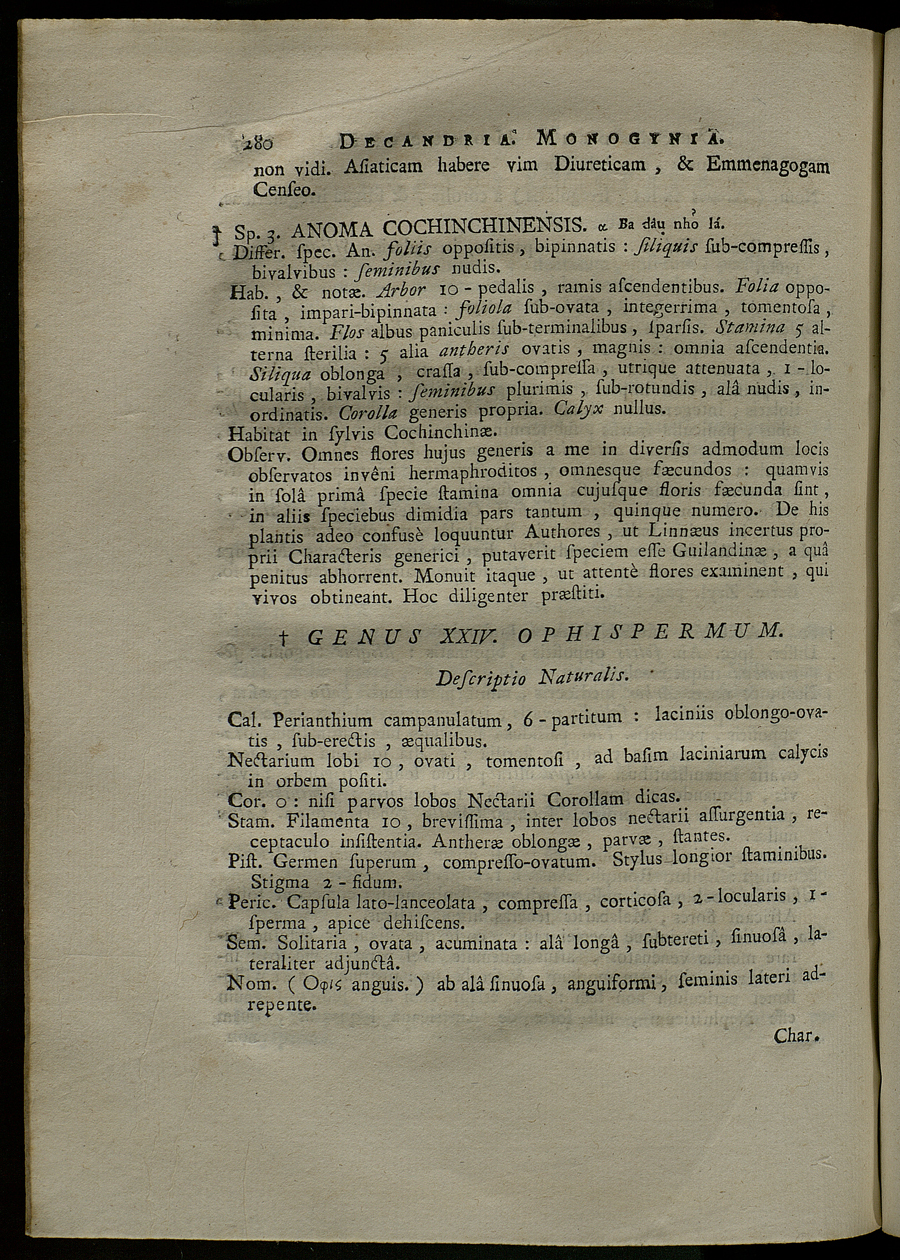 280 DECANDRIA. MONOGYNIA.
non vidi. Aſiaticam habere vim Diureticam , & Emmenagogam
Cenſeo.
† Sp. 3. ANOMA COCHINCHINENSIS. α Ba đâụ nhỏ lá.
Differ. ſpec. An. foliis oppoſitis , bipinnatis : ſiliquis ſub-compreſſis ,
bivalvibus : ſeminibus nudis.
Hab. , & notæ. Arbor 10 - pedalis , ramis aſcendentibus. Folia oppo-
ſita , impari-bipinnata : foliola ſub-ovata , integerrima , tomentoſa ,
minima. Flos albus paniculis ſub-terminalibus , ſparſis. Stamina 5 al-
terna ſterilia : 5 alia antheris ovatis , magnis : omnia aſcendentia.
Siliqua oblonga , craſſa , ſub-compreſſa , utrique attenuata , 1 - lo-
cularis , bivalvis : ſeminibus plurimis , ſub-rotundis , alâ nudis , in-
ordinatis. Corolla generis propria. Calyx nullus.
Habitat in ſylvis Cochinchinæ.
Obſerv. Omnes flores hujus generis a me in diverſis admodum locis
obſervatos invêni hermaphroditos , omnesque fæcundos : quamvis
in ſolâ primâ ſpecie ſtamina omnia cujuſque floris fæcunda ſint ,
in aliis ſpeciebus dimidia pars tantum , quinque numero. De his
plantis adeo confusè loquuntur Authores , ut Linnæus incertus pro-
prii Characteris generici , putaverit ſpeciem eſſe Guilandinæ , a quâ
penitus abhorrent. Monuit itaque , ut attentè flores examinent , qui
vivos obtineant. Hoc diligenter præſtiti.
† GENUS XXIV. OPHISPERMUM.
Deſcriptio Naturalis.
Cal. Perianthium campanulatum , 6 - partitum : laciniis oblongo-ova-
tis , ſub-erectis , æqualibus.
Nectarium lobi 10 , ovati , tomentoſi , ad baſim laciniarum calycis
in orbem poſiti.
Cor. 0 : niſi parvos lobos Nectarii Corollam dicas.
Stam. Filamenta 10 , breviſſima , inter lobos nectarii aſſurgentia , re-
ceptaculo inſiſtentia. Antheræ oblongæ , parvæ , ſtantes.
Piſt. Germen ſuperum , compreſſo-ovatum. Stylus longior ſtaminibus.
Stigma 2 - fidum.
Peric. Capſula lato-lanceolata , compreſſa , corticoſa , 2 - locularis , 1 -
ſperma , apice dehiſcens.
Sem. Solitaria , ovata , acuminata : alâ longâ , ſubtereti , ſinuoſâ , la-
teraliter adjunctâ.
Nom. ( Οφις anguis. ) ab alâ ſinuoſa , anguiformi , ſeminis lateri ad-
repente.
Char.